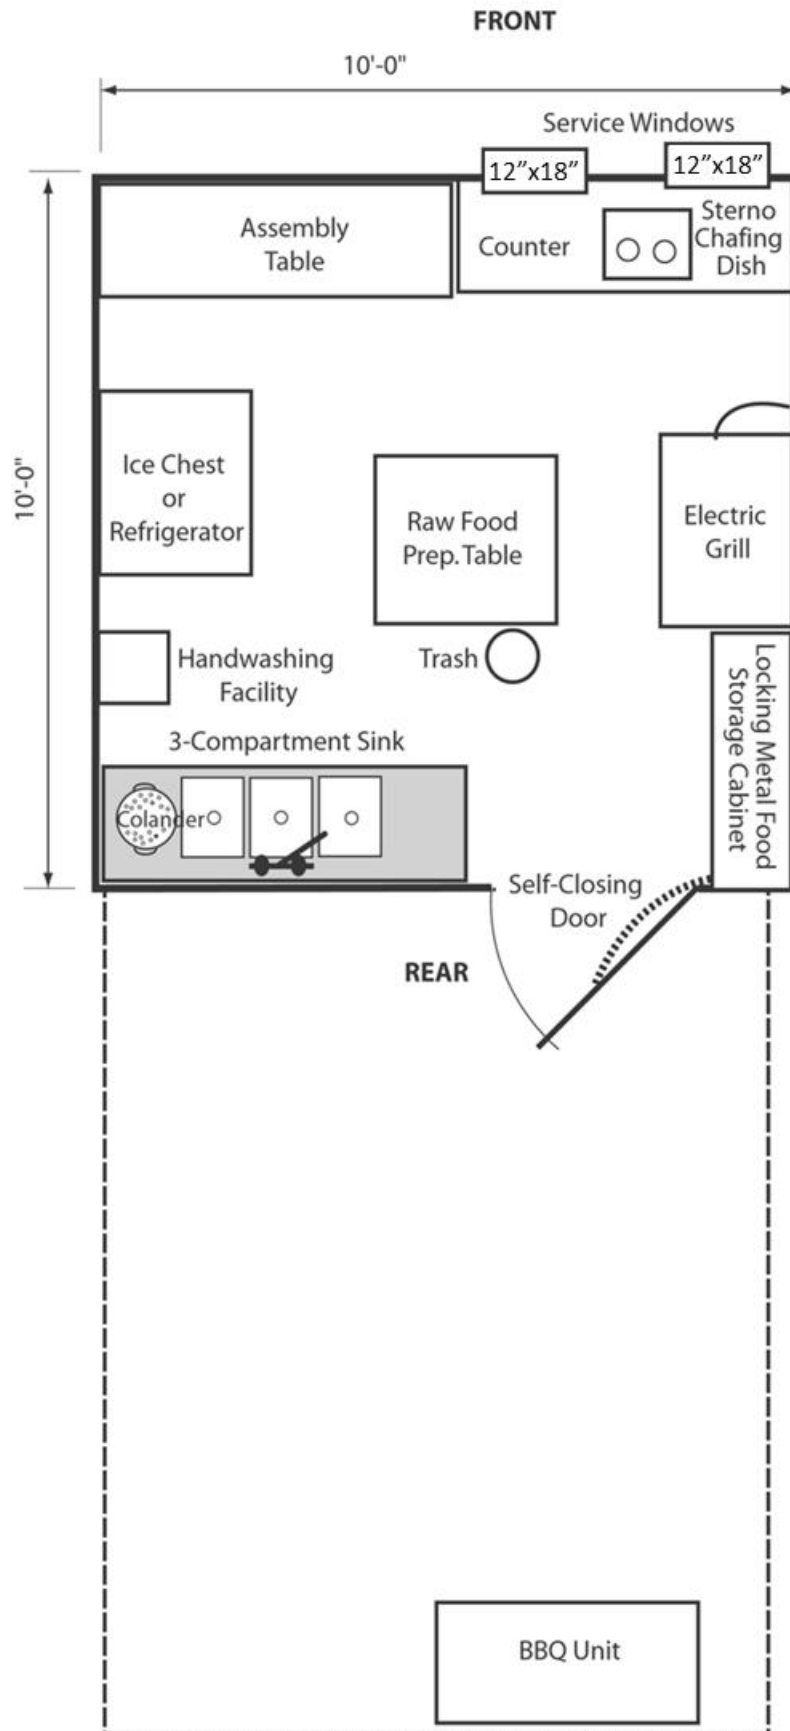 FRONT
10'-0"
Service Windows
12”x18”
12”x18”
Assembly
Table
Counter
Sterno
Chafing
Dish
10'-0"
Ice Chest
or
Refrigerator
Raw Food
Prep. Table
Electric
Grill
Handwashing
Facility
Trash
Locking Metal Food
Storage Cabinet
3-Compartment Sink
Colander
Self-Closing
Door
REAR
BBQ Unit